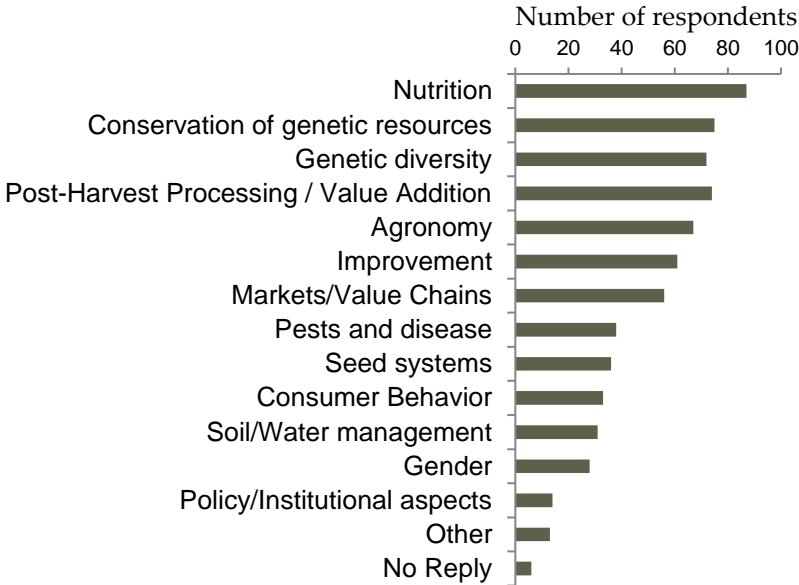 Number of respondents
0 20 40 60 80 100
Nutrition
Conservation of genetic resources
Genetic diversity
Post-Harvest Processing / Value Addition
Agronomy
Improvement
Markets/Value Chains
Pests and disease
Seed systems
Consumer Behavior
Soil/Water management
Gender
Policy/Institutional aspects
Other
No Reply